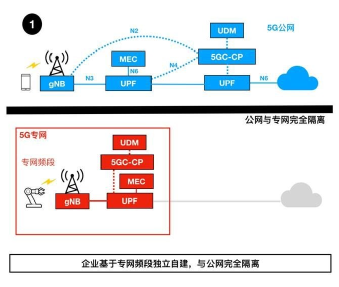 1
5G公网
UDM
N2
MEC
5GC-CP
N6
N4
gNB
N3
UPF
UPF
N6
公网与专网完全隔离
5G专网
UDM
专网频段
5GC-CP
MEC
gNB
UPF
企业基于专网频段独立自建，与公网完全隔离